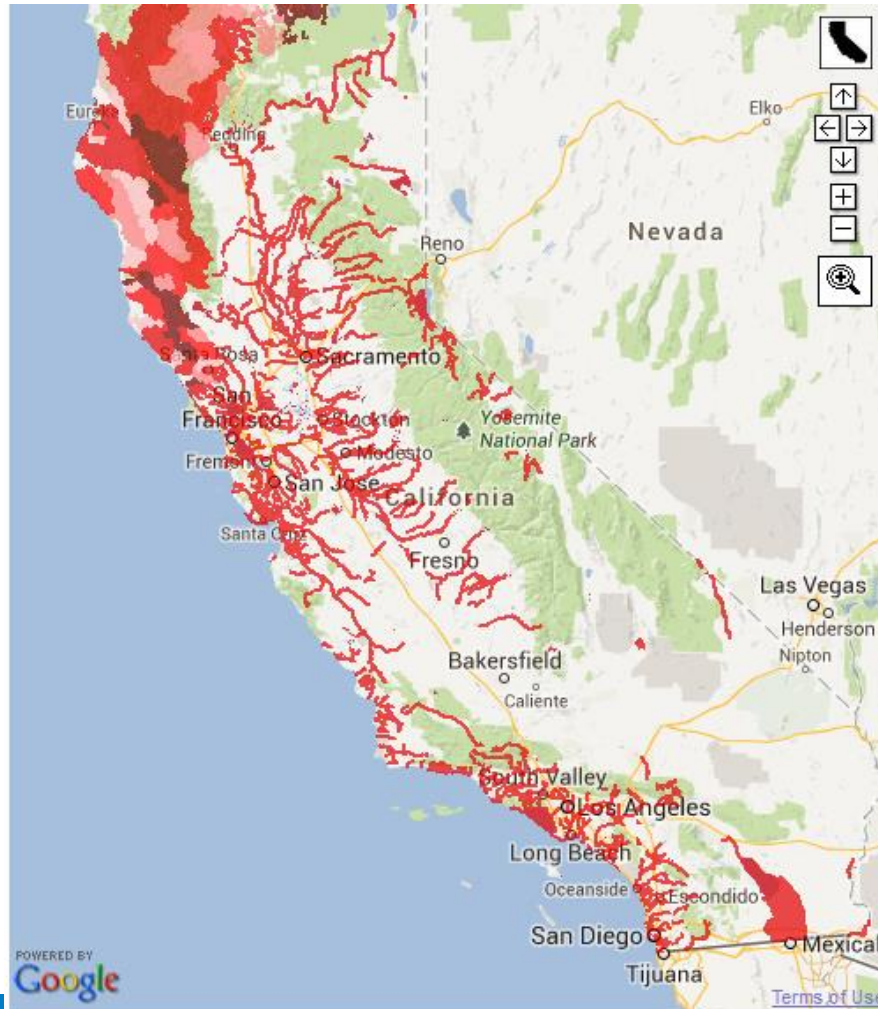 Eureka
Redding
Elko
Reno
Nevada
Sacramento
Santa Rosa
San
Francisco
Stockton
Yosemite
National Park
Modesto
Fremont
San Jose
California
Santa Cruz
Fresno
Las Vegas
Henderson
Nipton
Bakersfield
Caliente
South Valley
Los Angeles
Long Beach
Oceanside
Escondido
San Diego
Mexical
Tijuana
POWERED BY
Google
Terms of Use